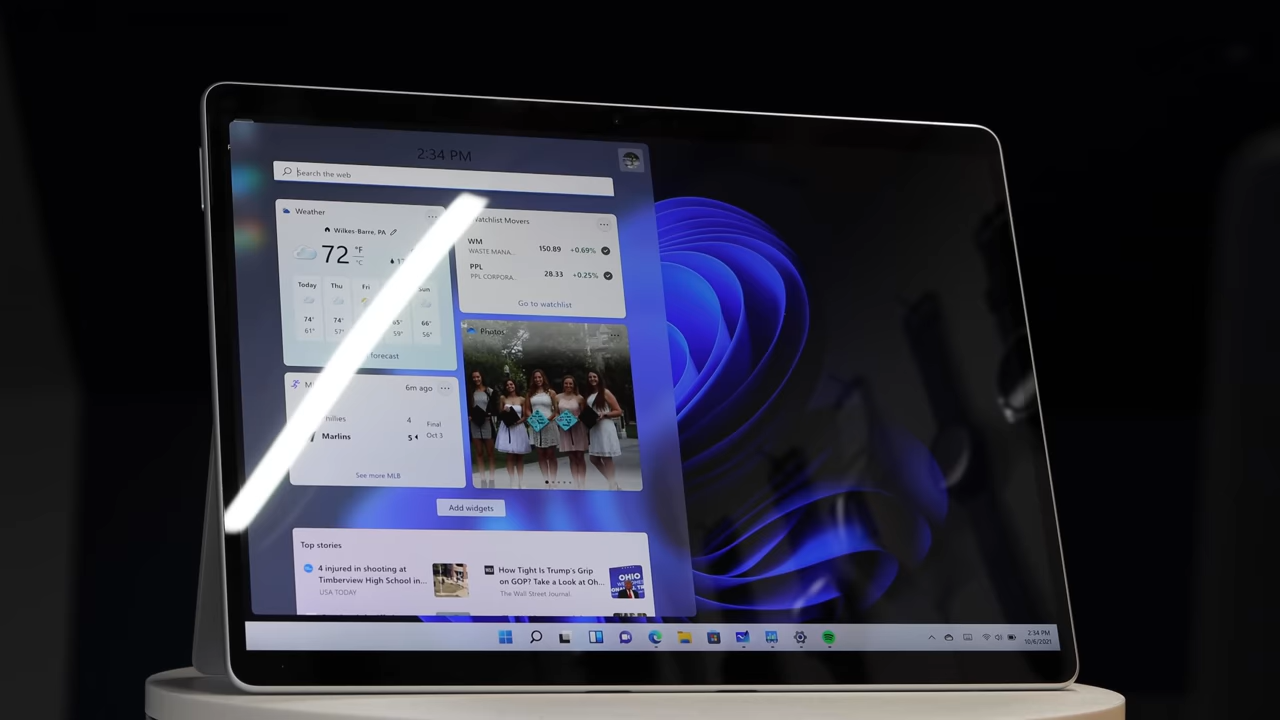 2:34 PM
Search the web
Weather
Wilkes-Barre, PA
72 °F
°C
Today Thu Fri Sun
74° 74° 65° 66°
61° 57° 59° 56°
forecast
Watchlist Movers
WM 150.89 +0.69%
WASTE MANA..
PPL 28.33 +0.25%
PPL CORPORA..
Go to watchlist
Photos
6m ago
4
Marlins 5
Final
Oct 3
See more MLB
Add widgets
Top stories
4 injured in shooting at
Timberview High School in...
USA TODAY
How Tight Is Trump's Grip
on GOP? Take a Look at Oh...
The Wall Street Journal
OHIO
2:34 PM
10/6/2021